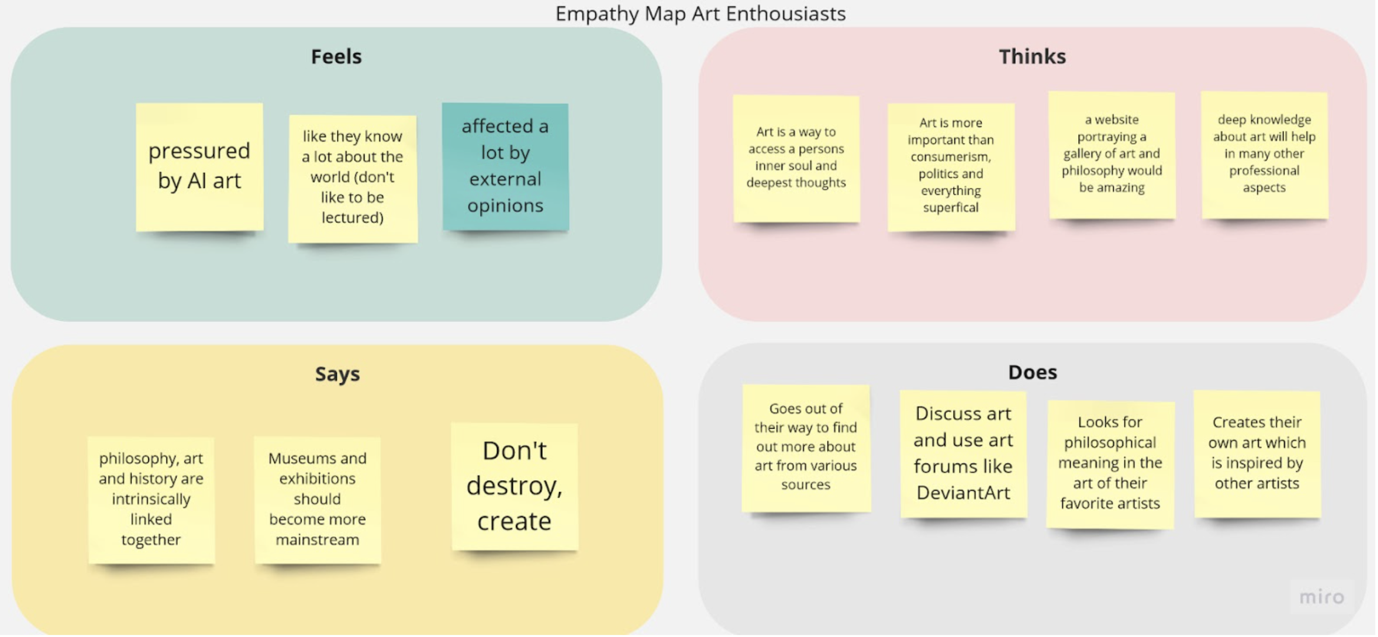 Empathy Map Art Enthousiasts
Feels
pressured
by AI art
like they know
a lot about the
world (don't
like to be
lectured)
affected a
lot by
external
opinions
Thinks
Art is a way to
access a persons
inner soul and
deepest thoughts
Art is more
important than
consumerism,
politics and
everything
superfical
a website
portraying a
gallery of art and
philosophy would
be amazing
deep knowledge
about art will help
in many other
professional
aspects
Says
philosophy, art
and history are
intrinsically
linked
together
Museums and
exhibitions
should
become more
mainstream
Don't
destroy,
create
Does
Goes out of
their way to find
out more about
art from various
sources
Discuss art
and use art
forums like
DeviantArt
Looks for
philosophical
meaning in the
art of their
favorite artists
Creates their
own art which
is inspired by
other artists
miro